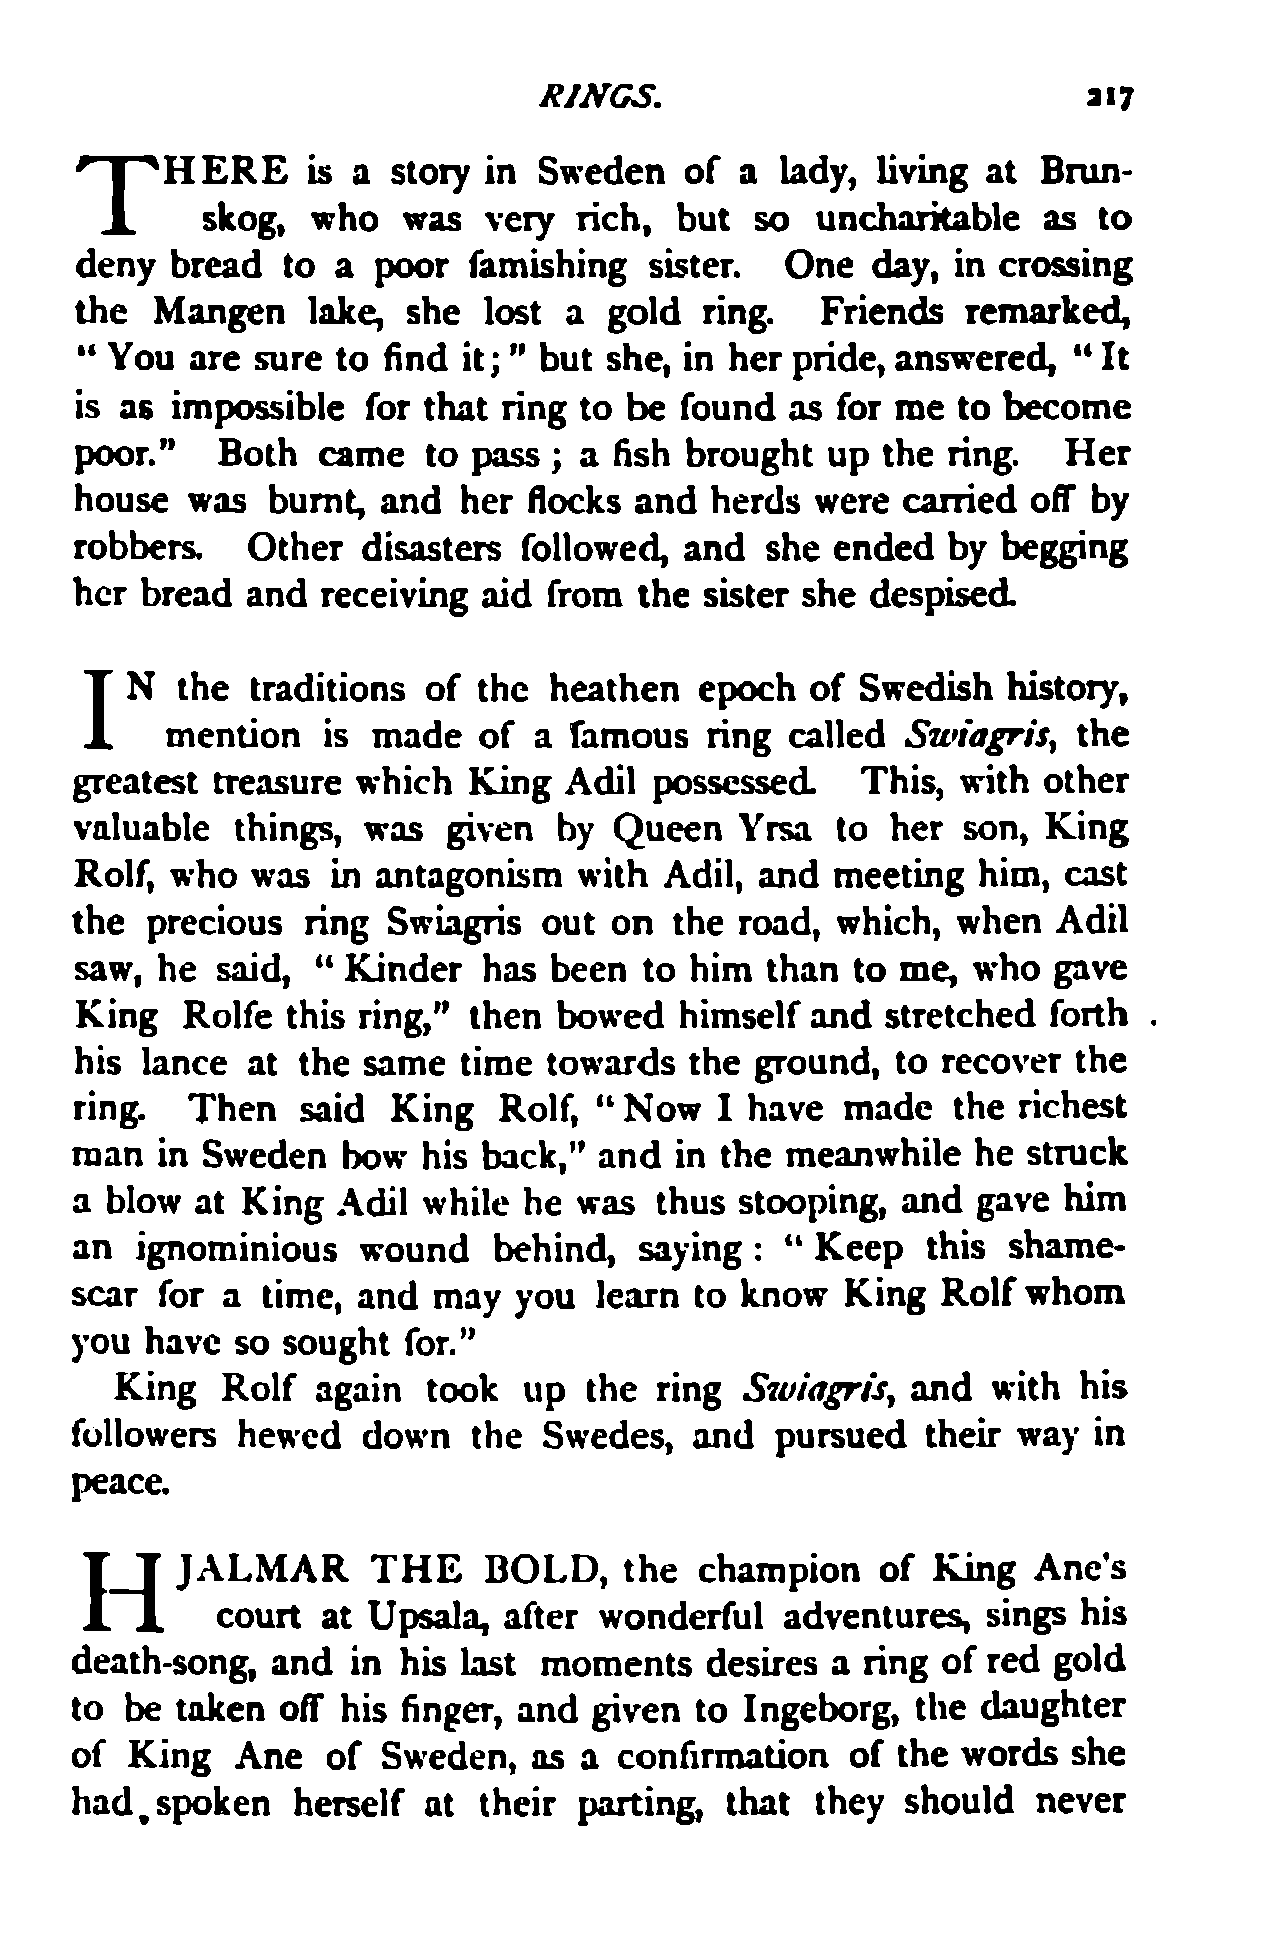 RINGS. 217
THERE is a story in Sweden of a lady, living at Brun-
skog, who was very rich, but so uncharitable as to
deny bread to a poor famishing sister. One day, in crossing
the Mangen lake, she lost a gold ring. Friends remarked,
" You are sure to find it; " but she, in her pride, answered, " It
is as impossible for that ring to be found as for me to become
poor." Both came to pass ; a fish brought up the ring. Her
house was burnt, and her flocks and herds were carried off by
robbers. Other disasters followed, and she ended by begging
her bread and receiving aid from the sister she despised.
IN the traditions of the heathen epoch of Swedish history,
mention is made of a famous ring called Swiagris, the
greatest treasure which King Adil possessed. This, with other
valuable things, was given by Queen Yrsa to her son, King
Rolf, who was in antagonism with Adil, and meeting him, cast
the precious ring Swiagris out on the road, which, when Adil
saw, he said, " Kinder has been to him than to me, who gave
King Rolfe this ring," then bowed himself and stretched forth .
his lance at the same time towards the ground, to recover the
ring. Then said King Rolf, " Now I have made the richest
man in Sweden bow his back," and in the meanwhile he struck
a blow at King Adil while he was thus stooping, and gave him
an ignominious wound behind, saying : " Keep this shame-
scar for a time, and may you learn to know King Rolf whom
you have so sought for."
King Rolf again took up the ring Swiagris, and with his
followers hewed down the Swedes, and pursued their way in
peace.
HJALMAR THE BOLD, the champion of King Ane's
court at Upsala, after wonderful adventures, sings his
death-song, and in his last moments desires a ring of red gold
to be taken off his finger, and given to Ingeborg, the daughter
of King Ane of Sweden, as a confirmation of the words she
had spoken herself at their parting, that they should never